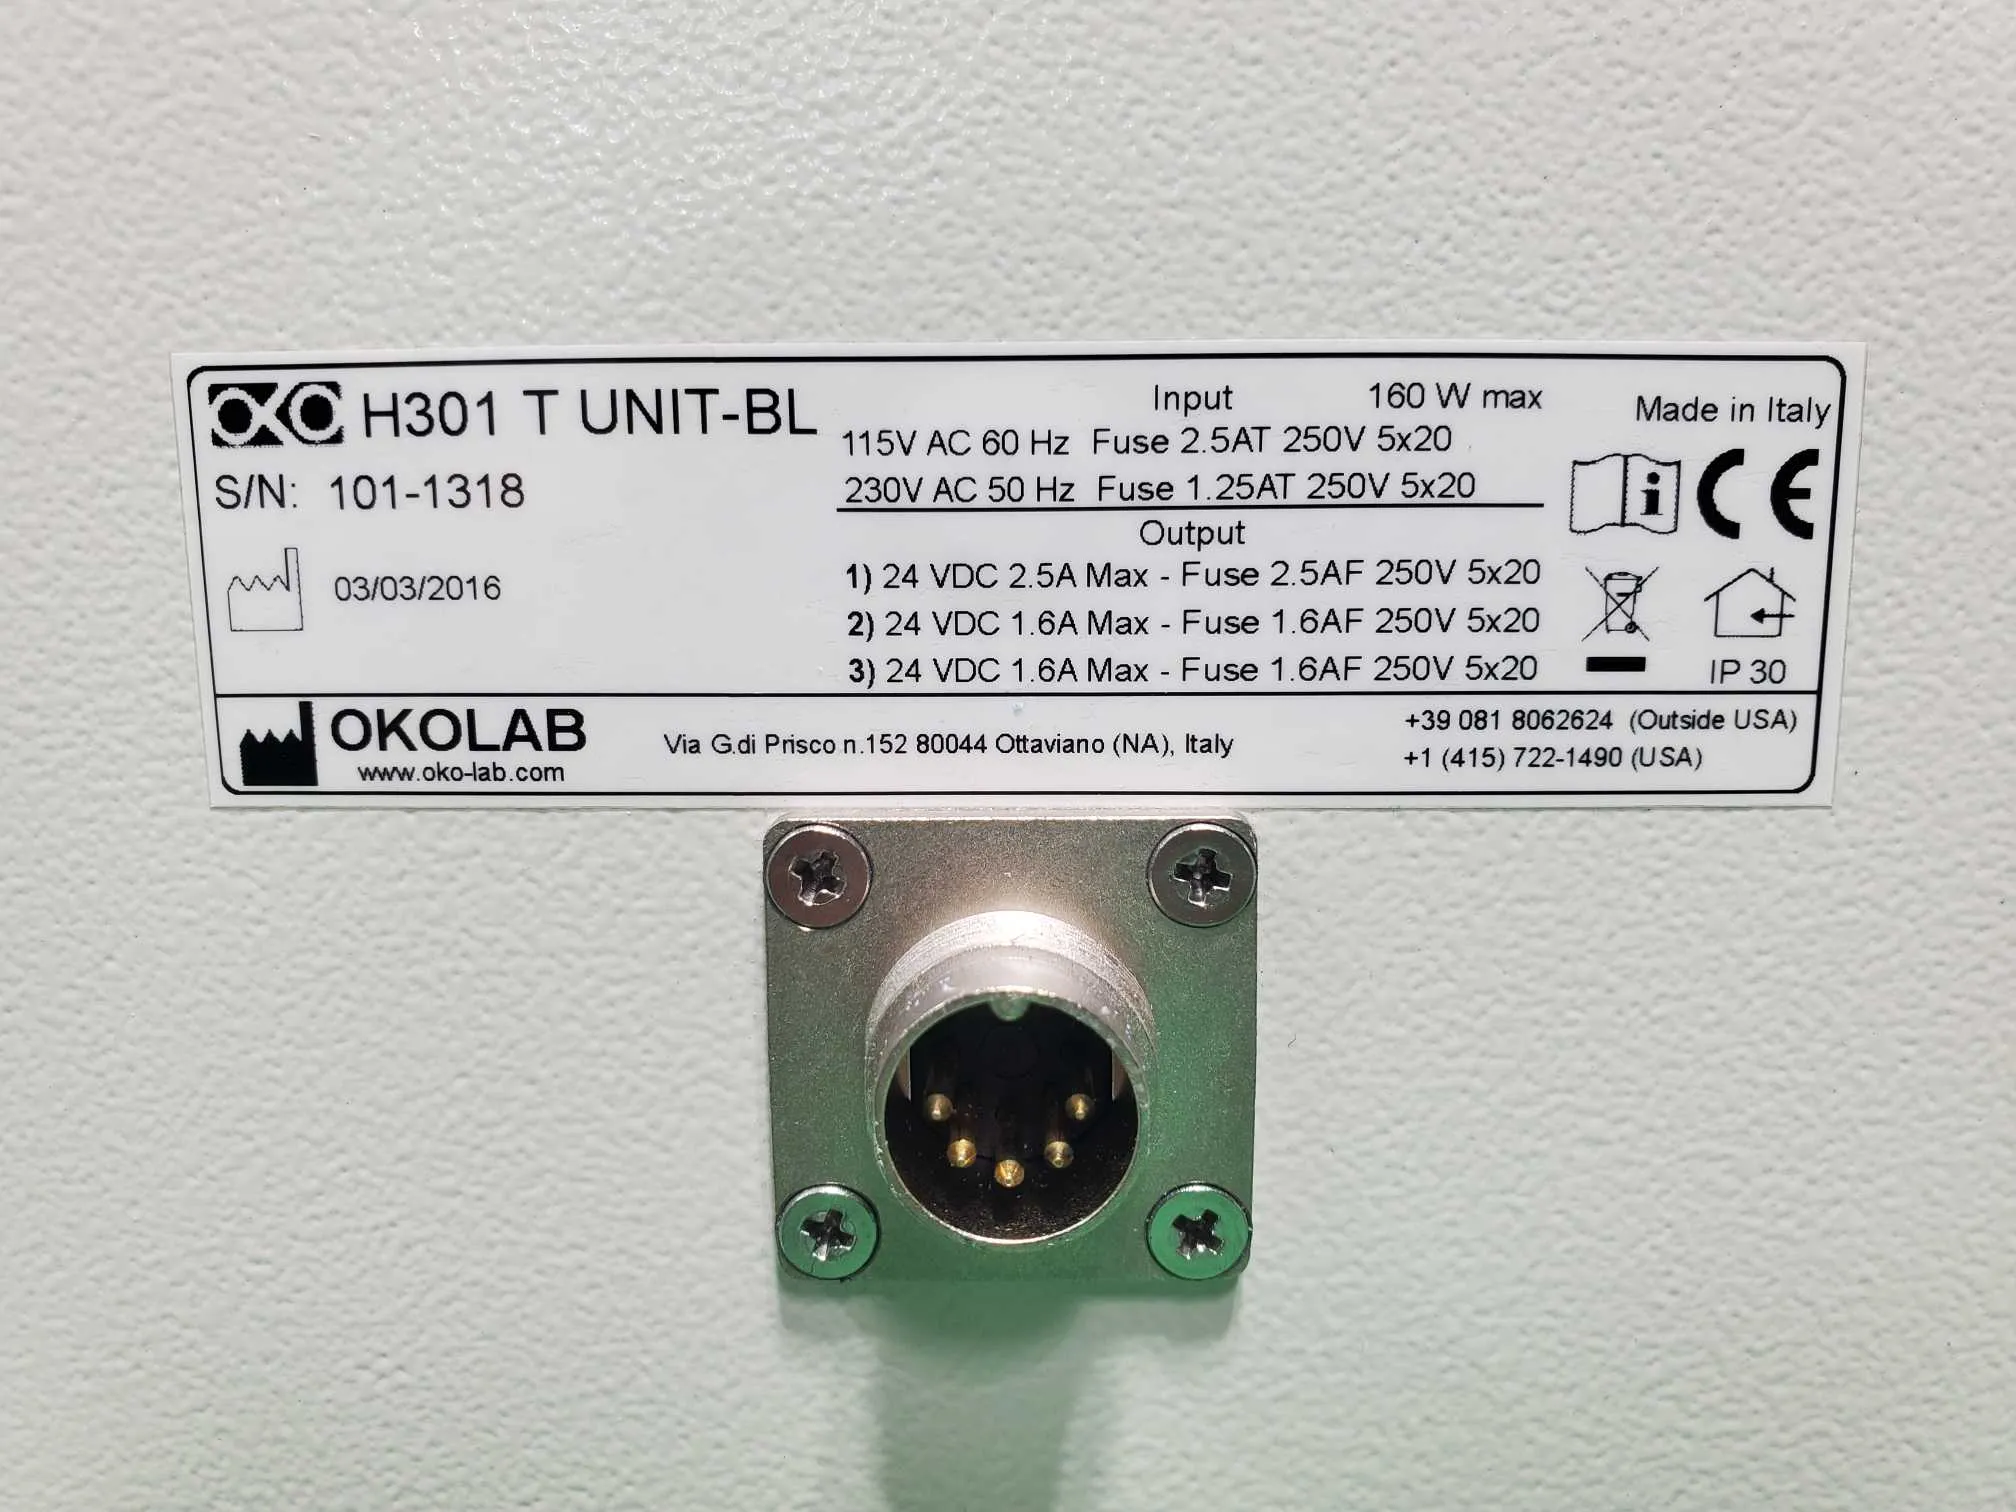 OKO H301 T UNIT-BL
S/N: 101-1318
03/03/2016
Input 160 W max
115V AC 60 Hz Fuse 2.5AT 250V 5x20
230V AC 50 Hz Fuse 1.25AT 250V 5x20
Output
1) 24 VDC 2.5A Max - Fuse 2.5AF 250V 5x20
2) 24 VDC 1.6A Max - Fuse 1.6AF 250V 5x20
3) 24 VDC 1.6A Max - Fuse 1.6AF 250V 5x20
Made in Italy
i CE
IP 30
OKOLAB
www.oko-lab.com
Via G.di Prisco n.152 80044 Ottaviano (NA), Italy
+39 081 8062624 (Outside USA)
+1 (415) 722-1490 (USA)